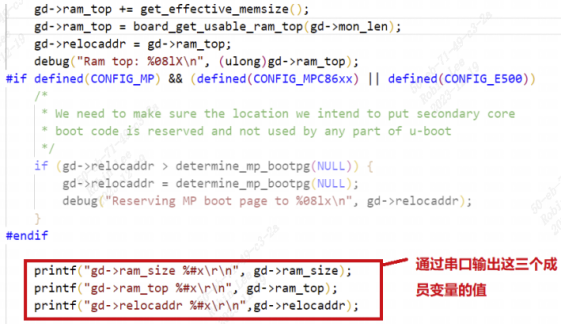 gd->ram_top += get_effective_memsize();
gd->ram_top = board_get_usable_ram_top(gd->mon_len);
gd->relocaddr = gd->ram_top;
debug("Ram top: %08lX\n", (ulong)gd->ram_top);
#if defined(CONFIG_MP) && (defined(CONFIG_MPC86xx) || defined(CONFIG_E500))
/*
* We need to make sure the location we intend to put secondary core
* boot code is reserved and not used by any part of u-boot
*/
if (gd->relocaddr > determine_mp_bootpg(NULL)) {
gd->relocaddr = determine_mp_bootpg(NULL);
debug("Reserving MP boot page to %08lx\n", gd->relocaddr);
}
#endif
printf("gd->ram_size %#x\r\n", gd->ram_size);
printf("gd->ram_top %#x\r\n", gd->ram_top);
printf("gd->relocaddr %#x\r\n",gd->relocaddr);
通过串口输出这三个成
员变量的值